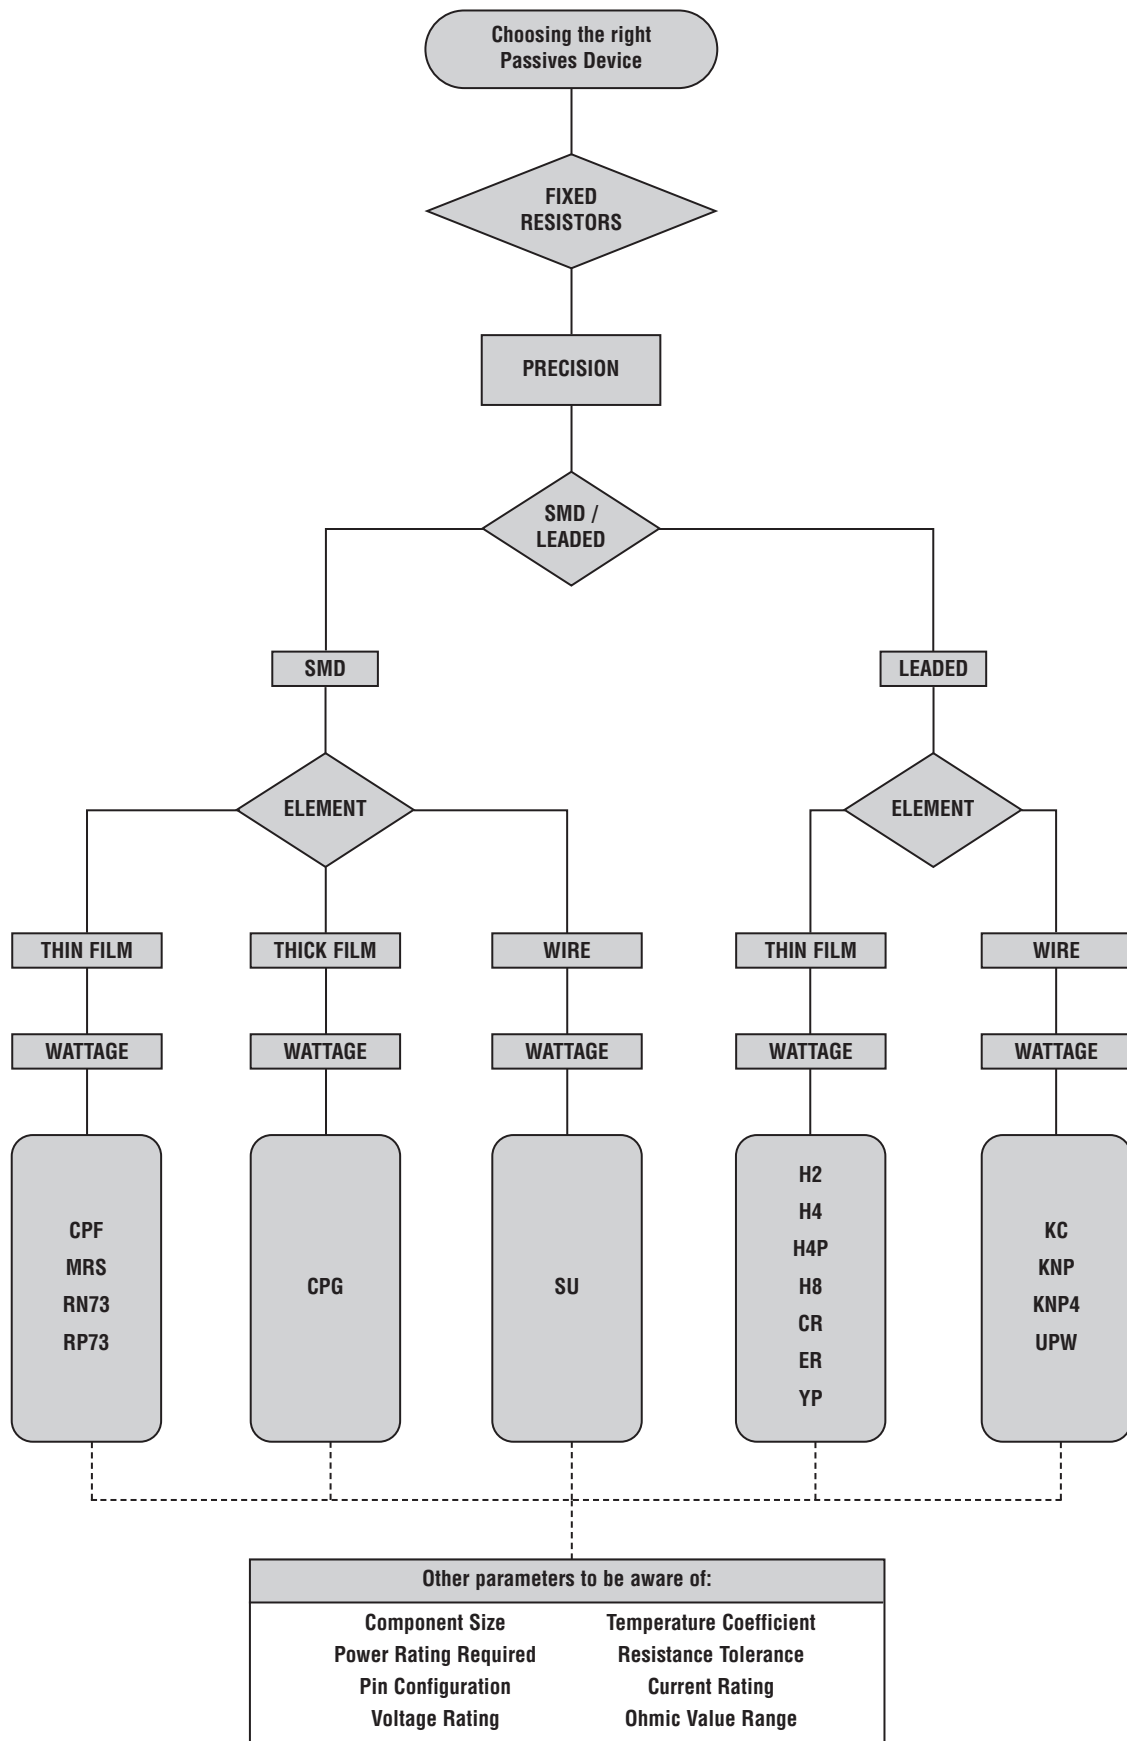 Choosing the right
Passives Device
FIXED
RESISTORS
PRECISION
SMD /
LEADED
SMD
LEADED
ELEMENT
ELEMENT
THIN FILM
THICK FILM
WIRE
THIN FILM
WIRE
WATTAGE
WATTAGE
WATTAGE
WATTAGE
WATTAGE
CPF
MRS
RN73
RP73
CPG
SU
H2
H4
H4P
H8
CR
ER
YP
KC
KNP
KNP4
UPW
Other parameters to be aware of:
Component Size
Power Rating Required
Pin Configuration
Voltage Rating
Temperature Coefficient
Resistance Tolerance
Current Rating
Ohmic Value Range